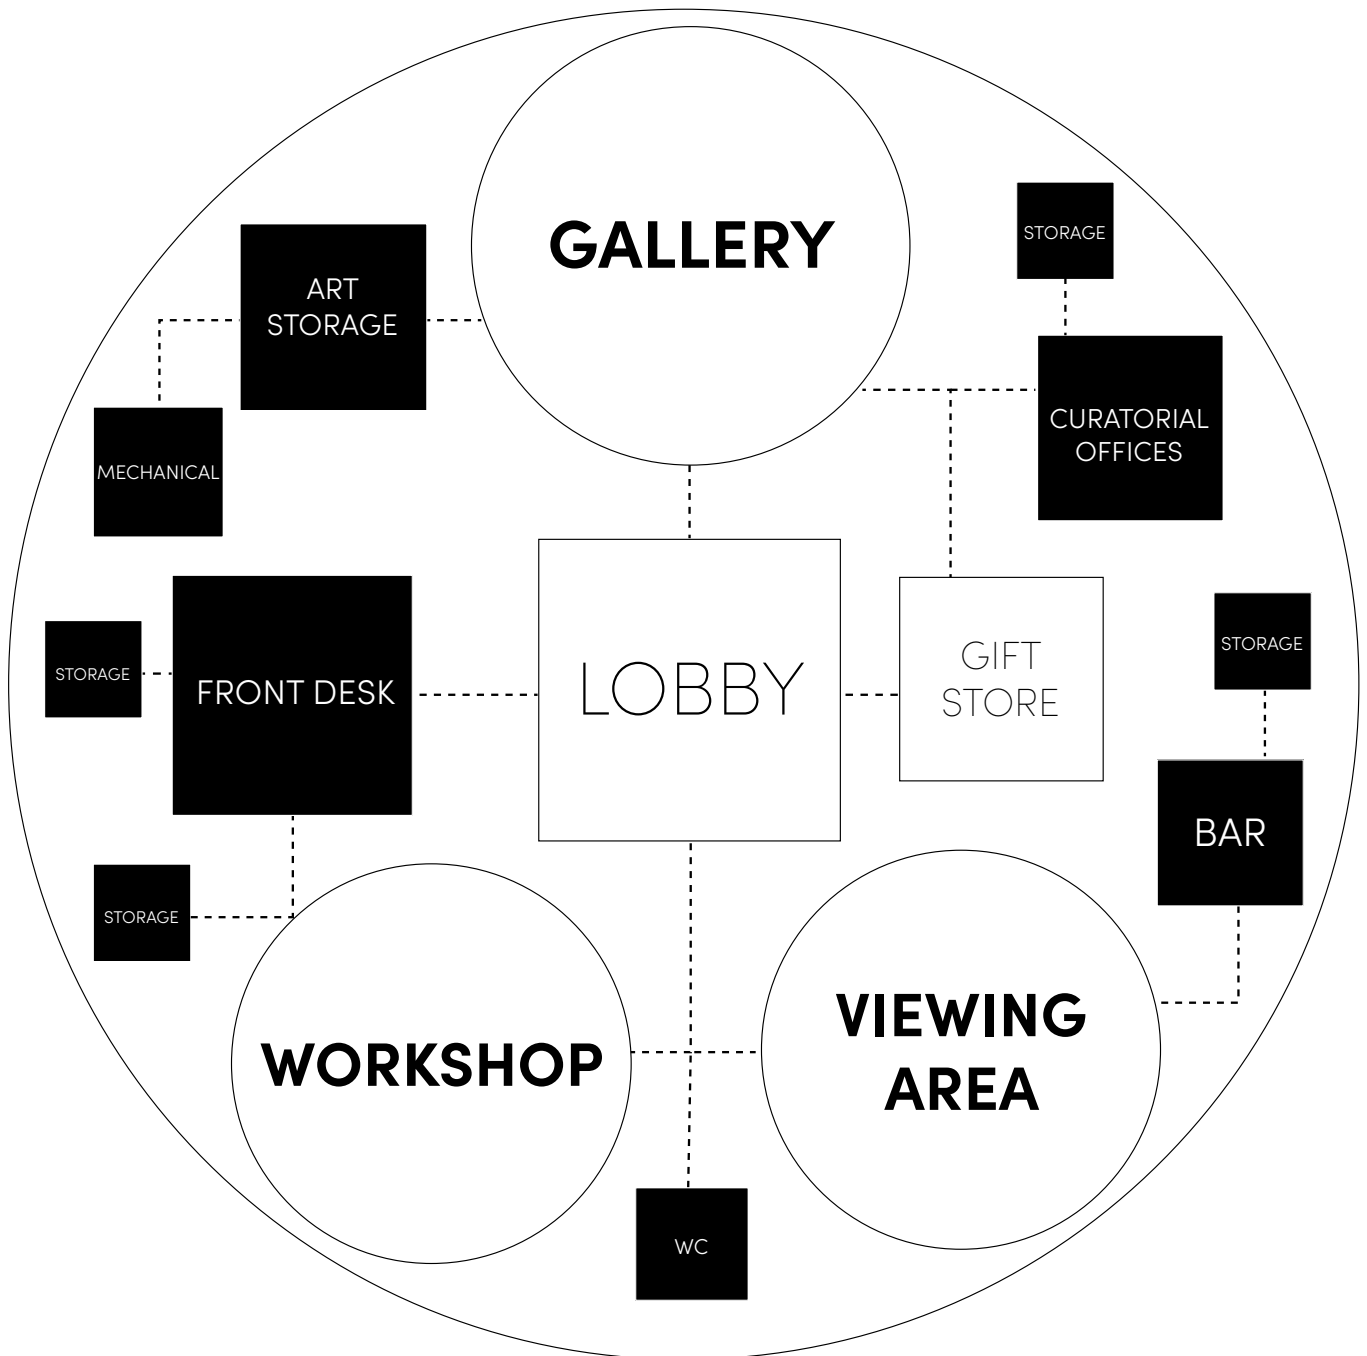 GALLERY
STORAGE
ART
STORAGE
CURATORIAL
OFFICES
MECHANICAL
STORAGE
FRONT DESK
LOBBY
GIFT
STORE
STORAGE
BAR
STORAGE
WORKSHOP
VIEWING
AREA
WC